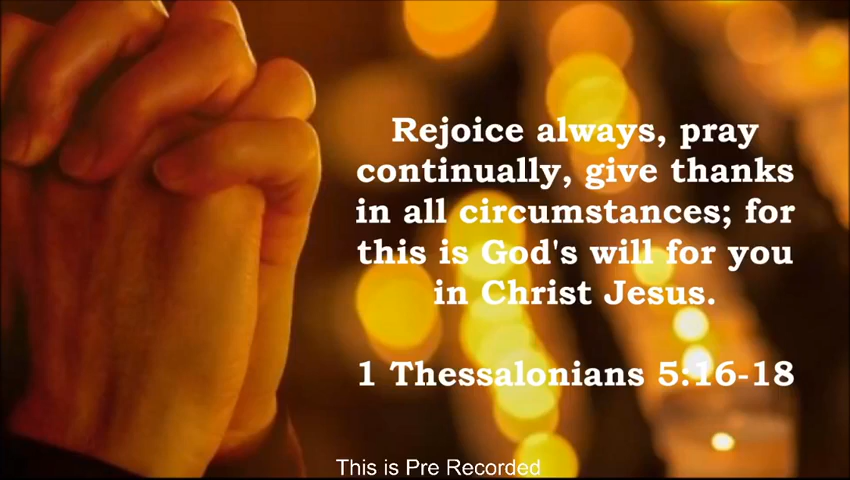 Rejoice always, pray
continually, give thanks
in all circumstances; for
this is God's will for you
in Christ Jesus.
1 Thessalonians 5:16-18
This is Pre Recorded